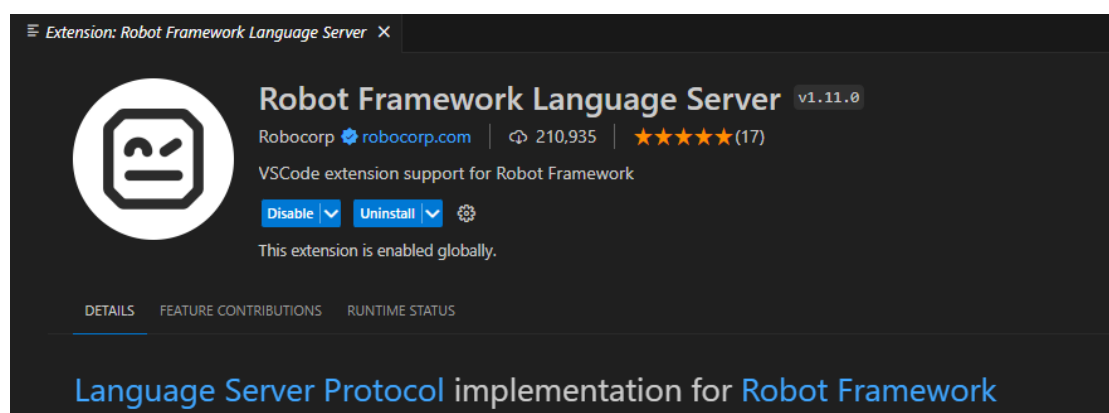 Extension: Robot Framework Language Server
Robot Framework Language Server v1.11.0
Robocorp robocorp.com 210,935 (17)
VSCode extension support for Robot Framework
Disable Uninstall
This extension is enabled globally.
DETAILS FEATURE CONTRIBUTIONS RUNTIME STATUS
Language Server Protocol implementation for Robot Framework